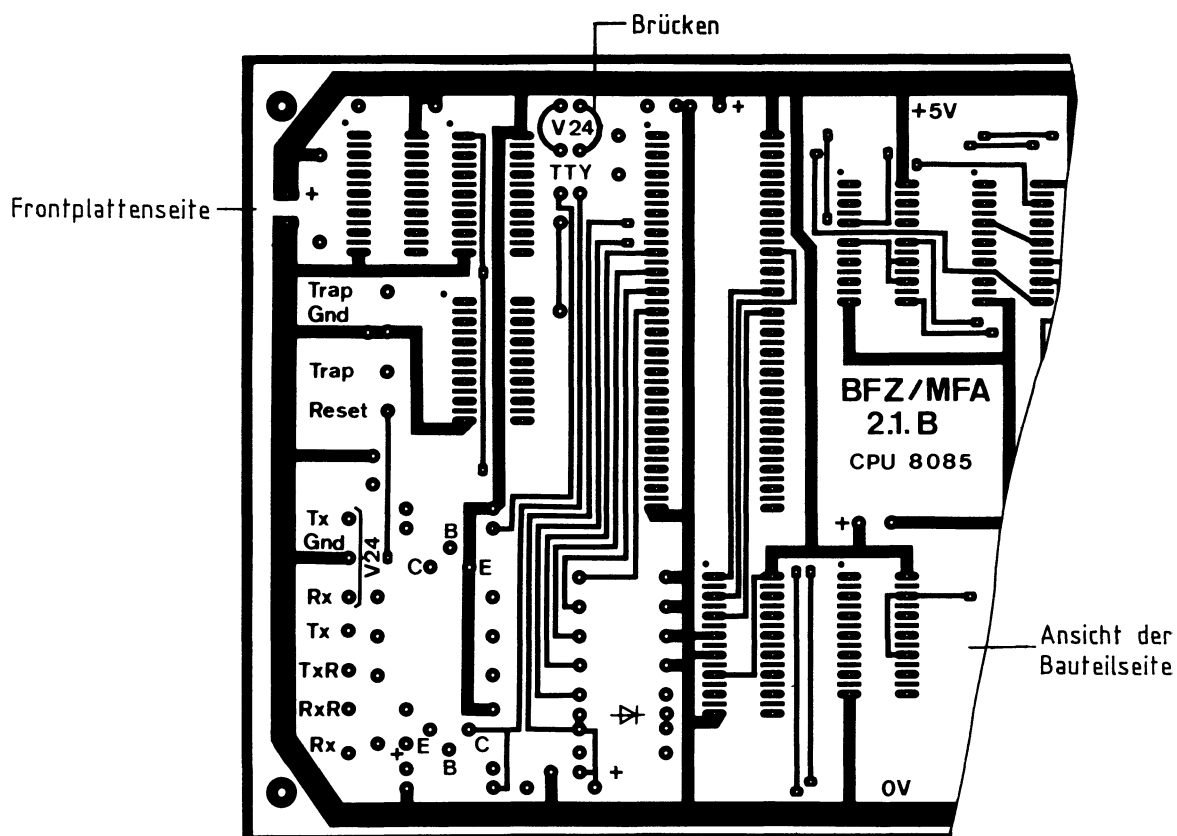 Brücken
+5V
+
V24
TTY
+
Frontplattenseite
Trap
Gnd
Trap
Reset
BFZ/MFA
2.1.B
CPU 8085
Tx
Gnd
V24
Rx
B
C
E
+
Tx
TxR
RxR
Rx
Ansicht der
Bauteilseite
+
E
C
B
+
0V